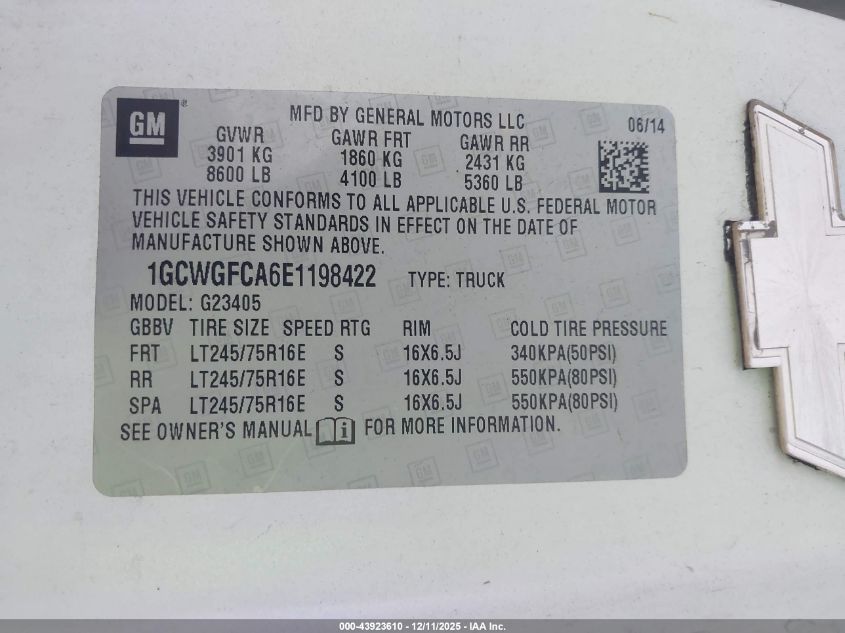 GM ®
MFD BY GENERAL MOTORS LLC
06/14
GVWR GAWR FRT GAWR RR
3901 KG 1860 KG 2431 KG
8600 LB 4100 LB 5360 LB
THIS VEHICLE CONFORMS TO ALL APPLICABLE U.S. FEDERAL MOTOR
VEHICLE SAFETY STANDARDS IN EFFECT ON THE DATE OF
MANUFACTURE SHOWN ABOVE.
1GCWGFCA6E1198422 TYPE: TRUCK
MODEL: G23405
GBBV TIRE SIZE SPEED RTG RIM COLD TIRE PRESSURE
FRT LT245/75R16E S 16X6.5J 340KPA(50PSI)
RR LT245/75R16E S 16X6.5J 550KPA(80PSI)
SPA LT245/75R16E S 16X6.5J 550KPA(80PSI)
SEE OWNER'S MANUAL i FOR MORE INFORMATION.
000-43923610 - 12/11/2025 - IAA Inc.